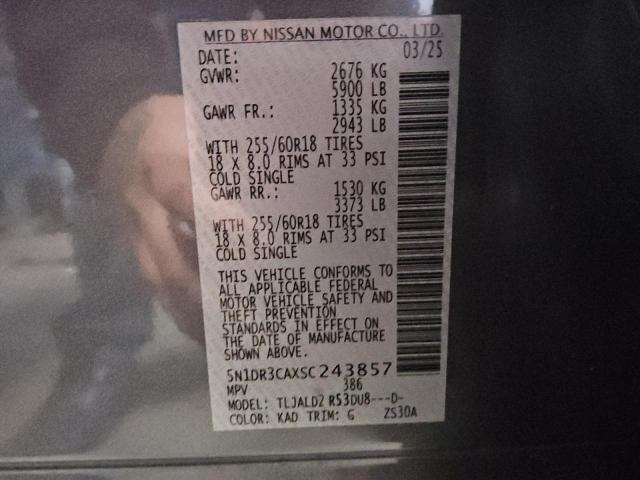 MFD BY NISSAN MOTOR CO., LTD.
DATE: 03/25
GVWR: 2676 KG
5900 LB
GAWR FR.: 1335 KG
2943 LB
WITH 255/60R18 TIRES
18 X 8.0 RIMS AT 33 PSI
COLD SINGLE
GAWR RR.: 1530 KG
3373 LB
WITH 255/60R18 TIRES
18 X 8.0 RIMS AT 33 PSI
COLD SINGLE
THIS VEHICLE CONFORMS TO
ALL APPLICABLE FEDERAL
MOTOR VEHICLE SAFETY AND
THEFT PREVENTION
STANDARDS IN EFFECT ON
THE DATE OF MANUFACTURE
SHOWN ABOVE.
5N1DR3CAXSC243857
MPV 386
MODEL: TLJALD2 R53DU8---D-
COLOR: KAD TRIM: G ZS30A